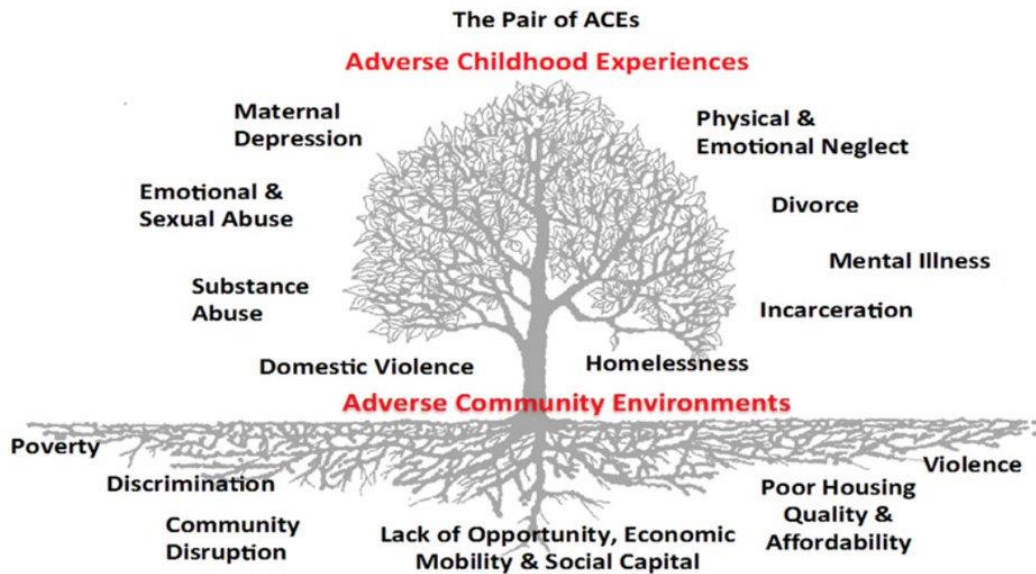 The Pair of ACEs
Adverse Childhood Experiences
Maternal
Depression
Physical &
Emotional Neglect
Emotional &
Sexual Abuse
Divorce
Mental Illness
Substance
Abuse
Incarceration
Domestic Violence
Homelessness
Adverse Community Environments
Poverty
Violence
Discrimination
Poor Housing
Quality &
Affordability
Community
Disruption
Lack of Opportunity, Economic
Mobility & Social Capital